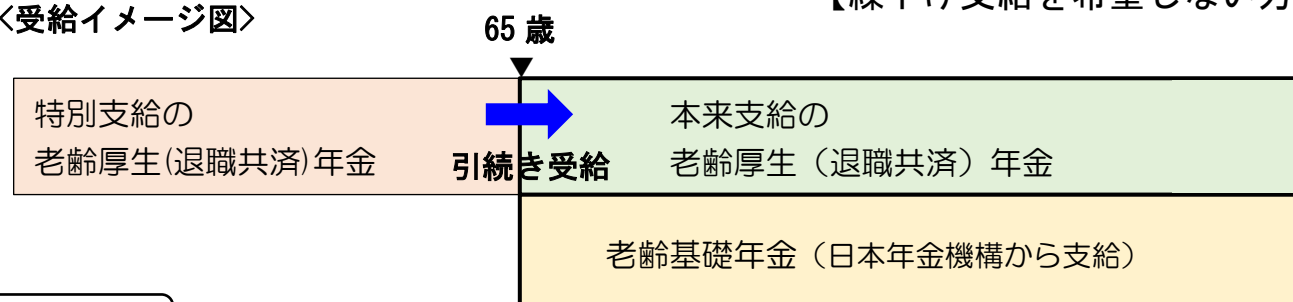 <受給イメージ図>
65 歳
▼
特別支給の
老齢厚生(退職共済)年金
引続き受給
本来支給の
老齢厚生（退職共済）年金
老齢基礎年金（日本年金機構から支給）